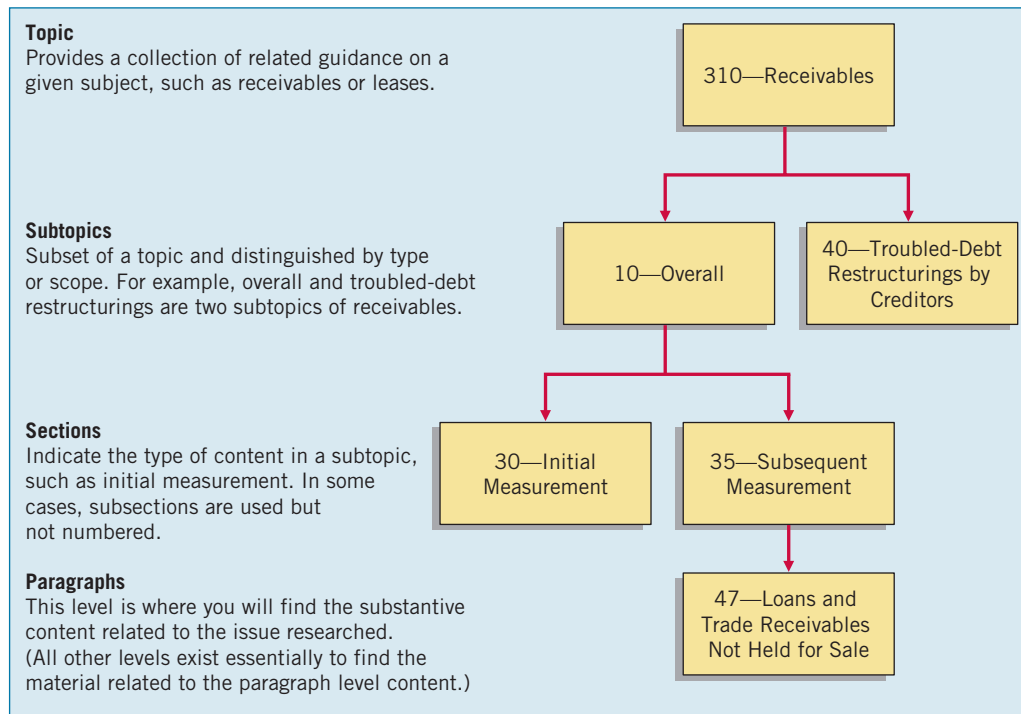 Topic
Provides a collection of related guidance on a
given subject, such as receivables or leases.
310—Receivables
Subtopics
Subset of a topic and distinguished by type
or scope. For example, overall and troubled-debt
restructurings are two subtopics of receivables.
10—Overall
40—Troubled-Debt
Restructurings by
Creditors
Sections
Indicate the type of content in a subtopic,
such as initial measurement. In some
cases, subsections are used but
not numbered.
30—Initial
Measurement
35—Subsequent
Measurement
Paragraphs
This level is where you will find the substantive
content related to the issue researched.
(All other levels exist essentially to find the
material related to the paragraph level content.)
47—Loans and
Trade Receivables
Not Held for Sale